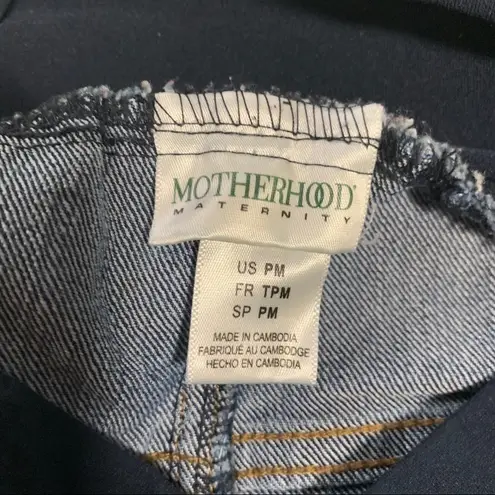 MOTHERHOOD
MATERNITY
US PM
FR TPM
SP PM
MADE IN CAMBODIA
FABRIQUÉ AU CAMBODGE
HECHO EN CAMBODIA